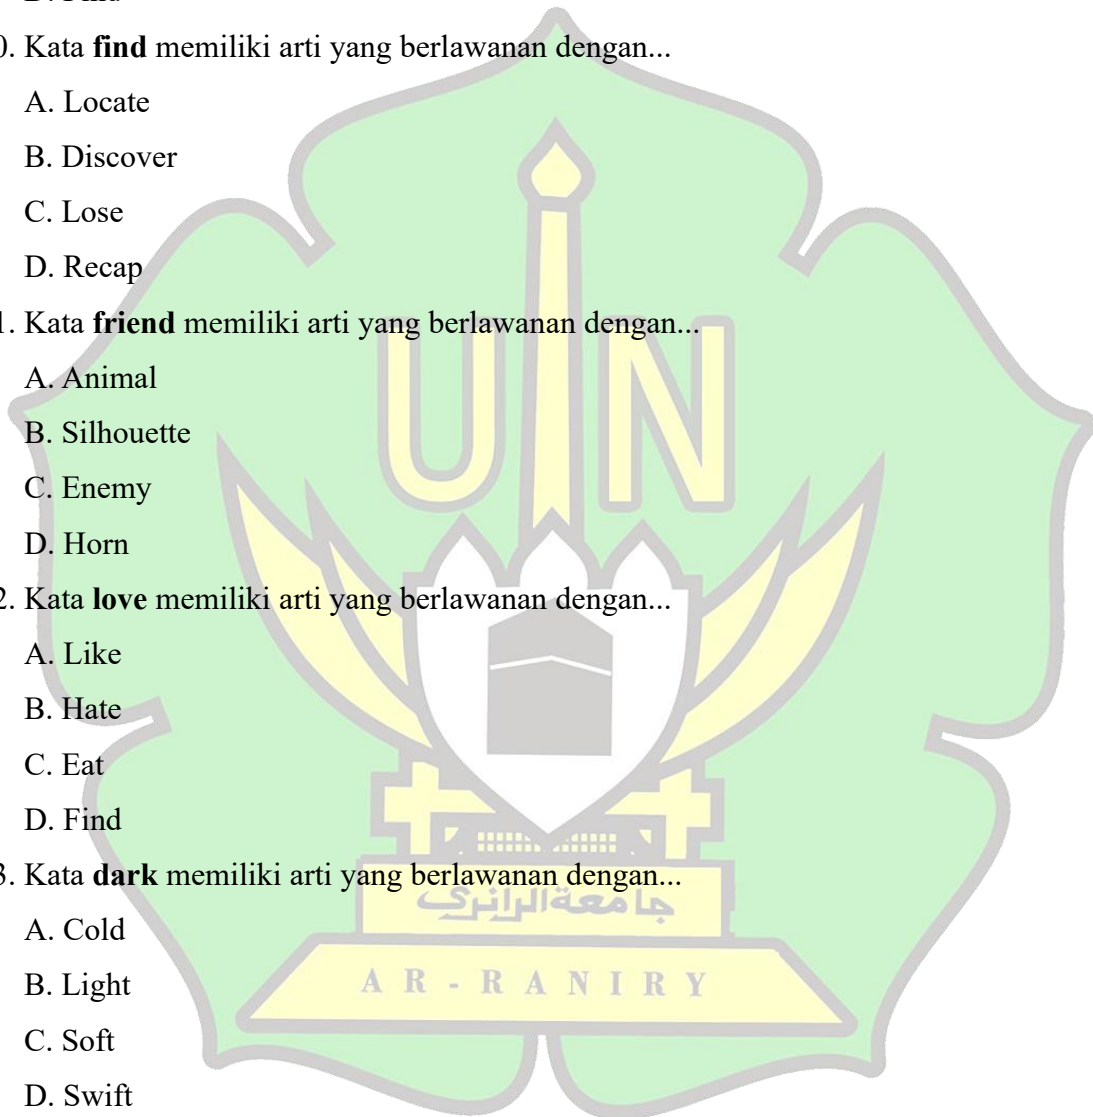 0. Kata find memiliki arti yang berlawanan dengan...
A. Locate
B. Discover
C. Lose
D. Recap
1. Kata friend memiliki arti yang berlawanan dengan...
A. Animal
B. Silhouette
C. Enemy
D. Horn
2. Kata love memiliki arti yang berlawanan dengan...
A. Like
B. Hate
C. Eat
D. Find
3. Kata dark memiliki arti yang berlawanan dengan...
A. Cold
B. Light
C. Soft
D. Swift
UIN
جامعة الرانري
AR-RANIRY